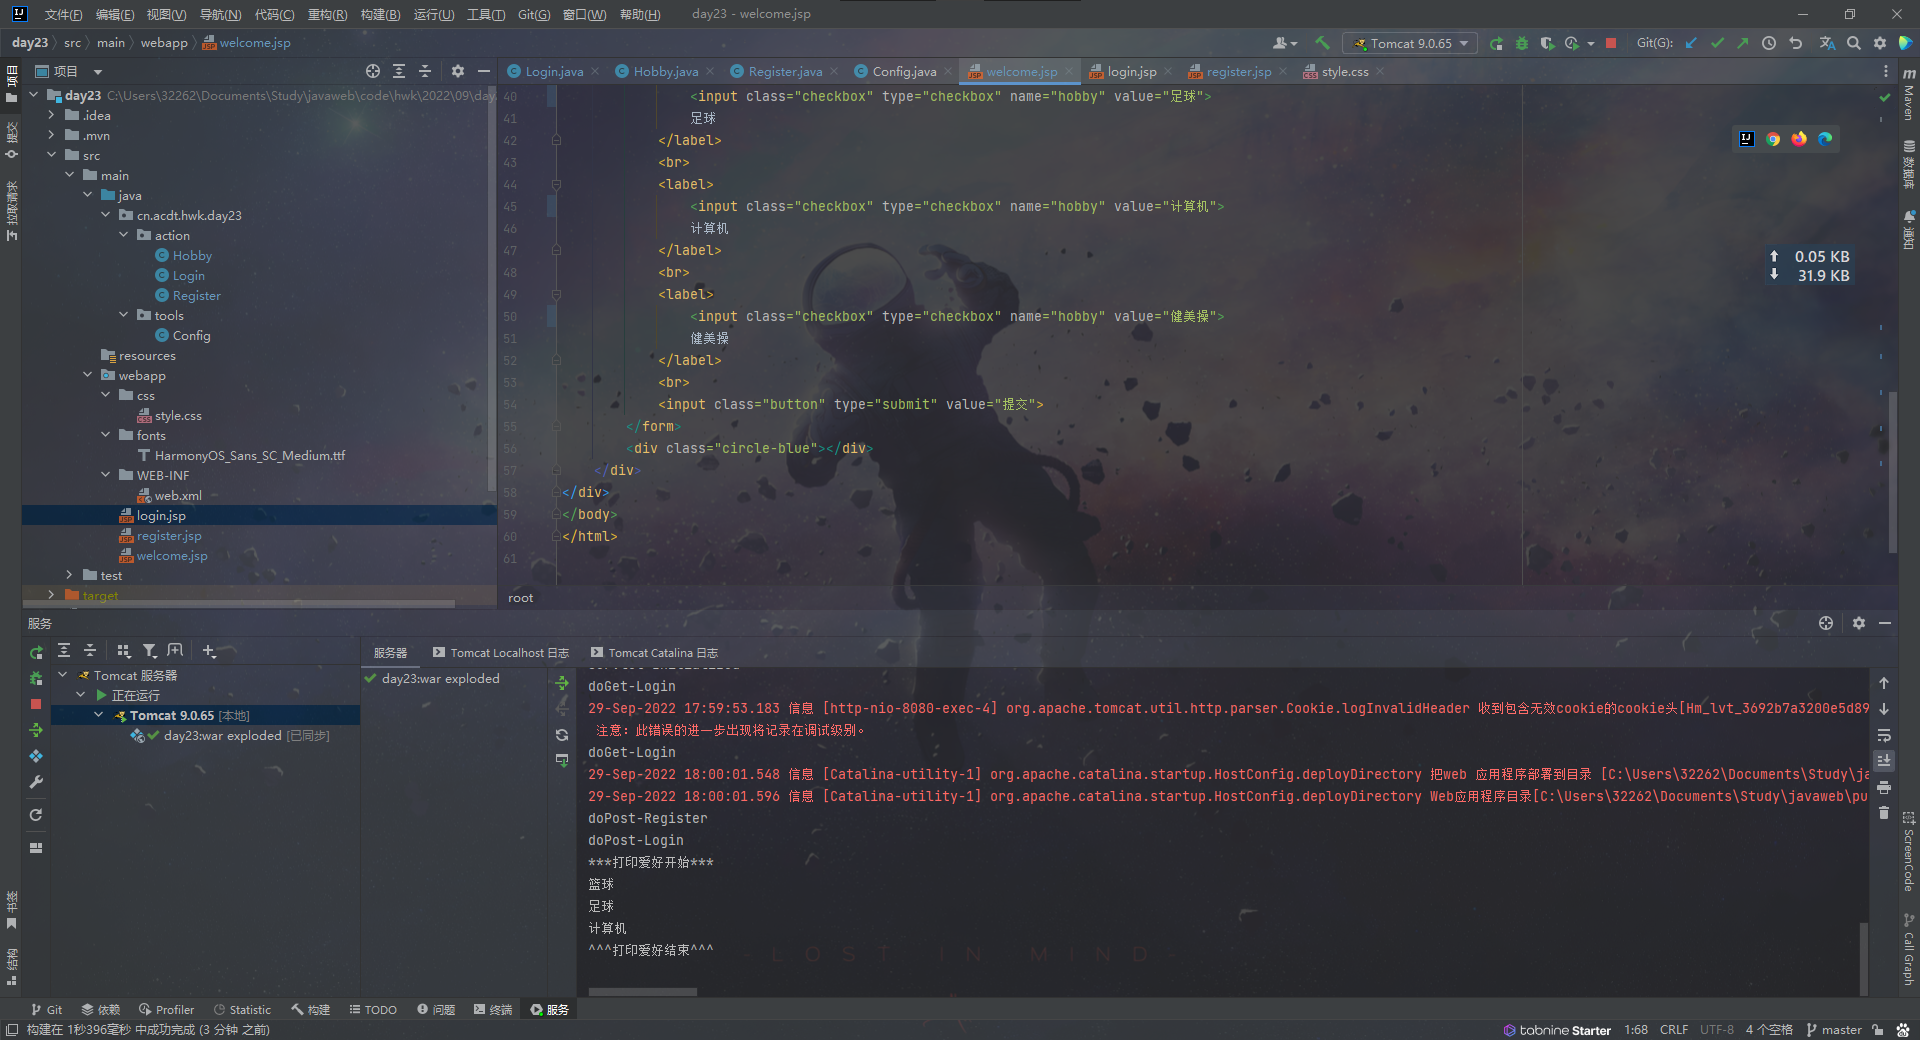 文件(F) 编辑(E) 视图(V) 导航(N) 代码(C) 重构(R) 构建(B) 运行(U) 工具(T) Git(G) 窗口(W) 帮助(H) day23 - welcome.jsp
day23 src main webapp welcome.jsp Tomcat 9.0.65 Git(G):
项目 Login.java Hobby.java Register.java Config.java welcome.jsp login.jsp register.jsp style.css
day23 C:\Users\32262\Documents\Study\javaweb\code\hwk\2022\09\day
.idea
.mvn
src
main
java
cn.acdt.hwk.day23
action
Hobby
Login
Register
tools
Config
resources
webapp
css
style.css
fonts
HarmonyOS_Sans_SC_Medium.ttf
WEB-INF
web.xml
login.jsp
register.jsp
welcome.jsp
test
target
项目
提交
拉取请求
书签
结构
40 <input class="checkbox" type="checkbox" name="hobby" value="足球">
41 足球
42 </label>
43 <br>
44 <label>
45 <input class="checkbox" type="checkbox" name="hobby" value="计算机">
46 计算机
47 </label>
48 <br>
49 <label>
50 <input class="checkbox" type="checkbox" name="hobby" value="健美操">
51 健美操
52 </label>
53 <br>
54 <input class="button" type="submit" value="提交">
55 </form>
56 <div class="circle-blue"></div>
57 </div>
58 </div>
59 </body>
60 </html>
61
root
0.05 KB
31.9 KB
Maven
数据库
通知
ScreenCode
Call Graph
服务
服务器 Tomcat Localhost 日志 Tomcat Catalina 日志
Tomcat 服务器
正在运行
Tomcat 9.0.65 [本地]
day23:war exploded [已同步]
day23:war exploded
doGet-Login
29-Sep-2022 17:59:53.183 信息 [http-nio-8080-exec-4] org.apache.tomcat.util.http.parser.Cookie.logInvalidHeader 收到包含无效cookie的cookie头[Hm_lvt_3692b7a3200e5d89
注意：此错误的进一步出现将记录在调试级别。
doGet-Login
29-Sep-2022 18:00:01.548 信息 [Catalina-utility-1] org.apache.catalina.startup.HostConfig.deployDirectory 把web 应用程序部署到目录 [C:\Users\32262\Documents\Study\ja
29-Sep-2022 18:00:01.596 信息 [Catalina-utility-1] org.apache.catalina.startup.HostConfig.deployDirectory Web应用程序目录[C:\Users\32262\Documents\Study\javaweb\pu
doPost-Register
doPost-Login
***打印爱好开始***
篮球
足球
计算机
^^^打印爱好结束^^^
LOST IN MIND
Git 依赖 Profiler Statistic 构建 TODO 问题 终端 服务
构建在 1秒396毫秒 中成功完成 (3 分钟 之前) tabnine Starter 1:68 CRLF UTF-8 4 个空格 master